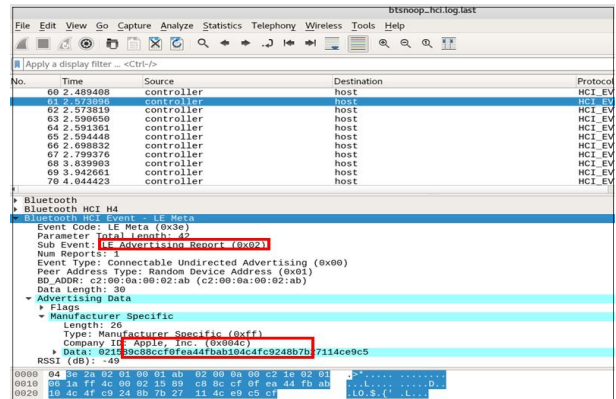 btsnoop_hci.log.last
File Edit View Go Capture Analyze Statistics Telephony Wireless Tools Help
Apply a display filter ... <Ctrl-/>
No. Time Source Destination Protocol
60 2.489408 controller host HCI_EV
61 2.573096 controller host HCI_EV
62 2.573819 controller host HCI_EV
63 2.590650 controller host HCI_EV
64 2.591361 controller host HCI_EV
65 2.594448 controller host HCI_EV
66 2.698832 controller host HCI_EV
67 2.799376 controller host HCI_EV
68 3.839903 controller host HCI_EV
69 3.942661 controller host HCI_EV
70 4.044423 controller host HCI_EV
Bluetooth
Bluetooth HCI H4
Bluetooth HCI Event - LE Meta
Event Code: LE Meta (0x3e)
Parameter Total Length: 42
Sub Event: LE Advertising Report (0x02)
Num Reports: 1
Event Type: Connectable Undirected Advertising (0x00)
Peer Address Type: Random Device Address (0x01)
BD_ADDR: c2:00:0a:00:02:ab (c2:00:0a:00:02:ab)
Data Length: 30
Advertising Data
Flags
Manufacturer Specific
Length: 26
Type: Manufacturer Specific (0xff)
Company ID: Apple, Inc. (0x004c)
Data: 021589c88ccf0fea44fbab104c4fc9248b7b27114ce9c5
RSSI (dB): -49
0000 04 3e 2a 02 01 00 01 ab 02 00 0a 00 c2 1e 02 01 .>*..... ........
0010 06 1a ff 4c 00 02 15 89 c8 8c cf 0f ea 44 fb ab ...L.... .....D..
0020 10 4c 4f c9 24 8b 7b 27 11 4c e9 c5 cf .LO.$.{' .L...